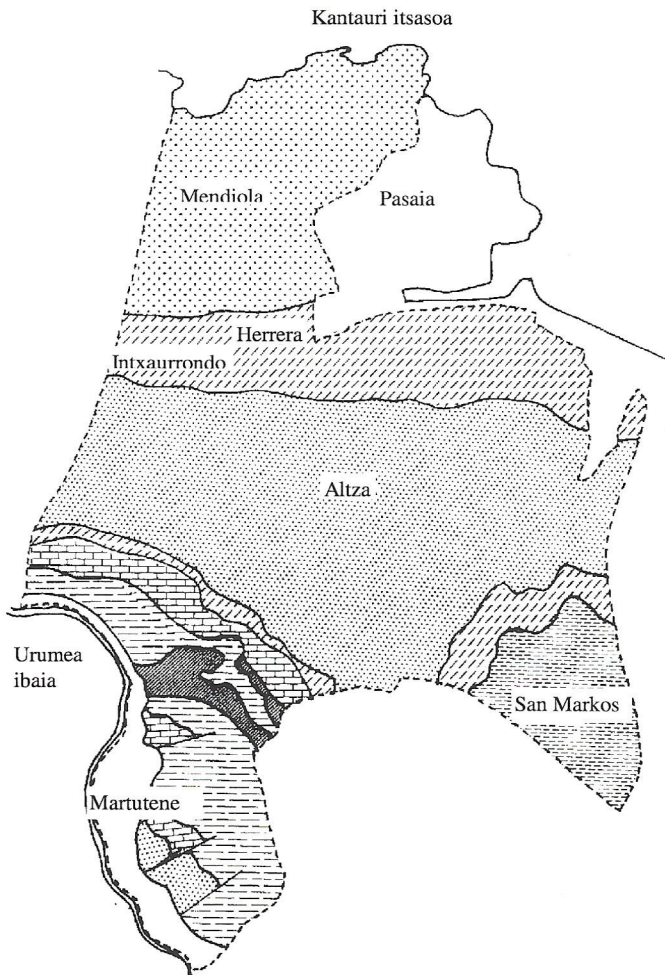 Kantauri itsasoa
Mendiola
Pasaia
Herrera
Intxaurrondo
Altza
Urumea
ibaia
San Markos
Martutene